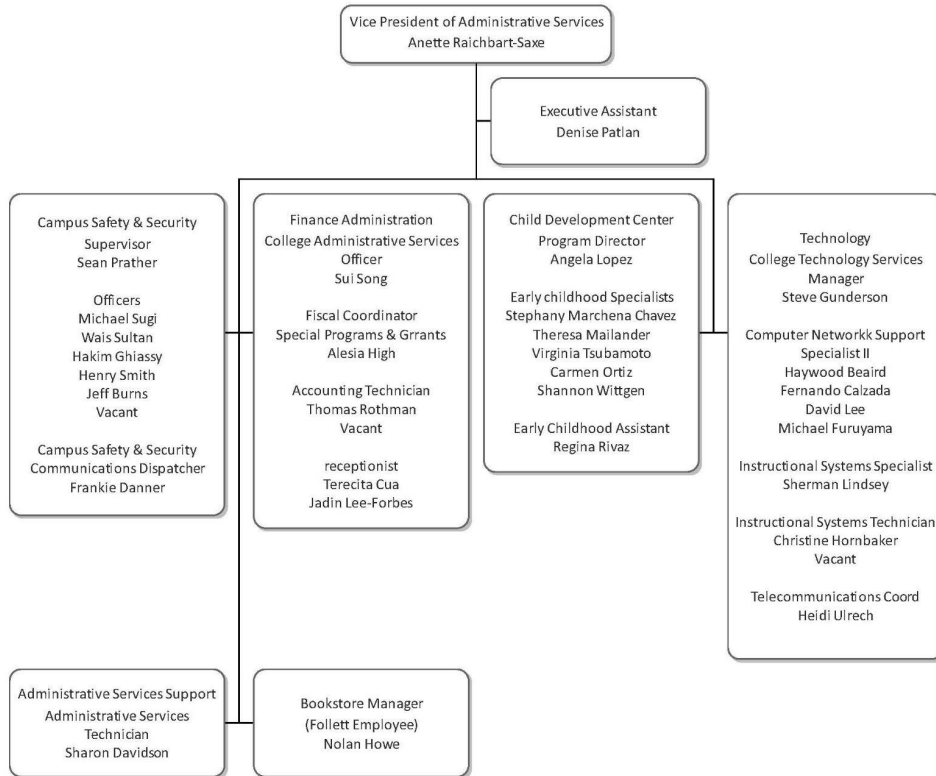 Vice President of Administrative Services
Anette Raichbart-Saxe
Executive Assistant
Denise Patlan
Campus Safety & Security
Supervisor
Sean Prather
Officers
Michael Sugi
Wais Sultan
Hakim Ghiassy
Henry Smith
Jeff Burns
Vacant
Campus Safety & Security
Communications Dispatcher
Frankie Danner
Finance Administration
College Administrative Services
Officer
Sui Song
Fiscal Coordinator
Special Programs & Grrants
Alesia High
Accounting Technician
Thomas Rothman
Vacant
receptionist
Terecita Cua
Jadin Lee-Forbes
Child Development Center
Program Director
Angela Lopez
Early childhood Specialists
Stephany Marchena Chavez
Theresa Mailander
Virginia Tsubamoto
Carmen Ortiz
Shannon Wittgen
Early Childhood Assistant
Regina Rivaz
Technology
College Technology Services
Manager
Steve Gunderson
Computer Networkk Support
Specialist II
Haywood Beaird
Fernando Calzada
David Lee
Michael Furuyama
Instructional Systems Specialist
Sherman Lindsey
Instructional Systems Technician
Christine Hornbaker
Vacant
Telecommunications Coord
Heidi Ulrech
Administrative Services Support
Administrative Services
Technician
Sharon Davidson
Bookstore Manager
(Follett Employee)
Nolan Howe